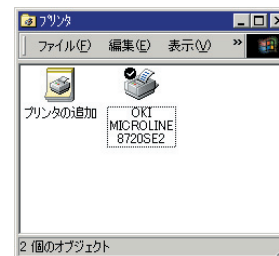 プリンタ
ファイル(F) 編集(E) 表示(V) »
プリンタの追加
OKI
MICROLINE
8720SE2
2 個のオブジェクト